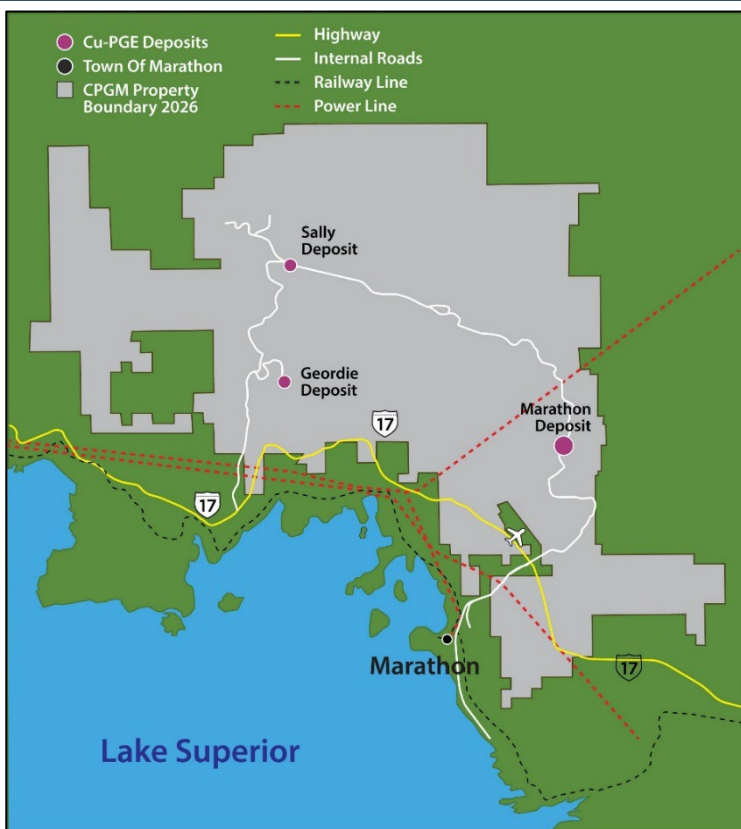 Cu-PGE Deposits
Town Of Marathon
CPGM Property
Boundary 2026
Highway
Internal Roads
Railway Line
Power Line
Sally
Deposit
Geordie
Deposit
Marathon
Deposit
17
17
Marathon
17
Lake Superior